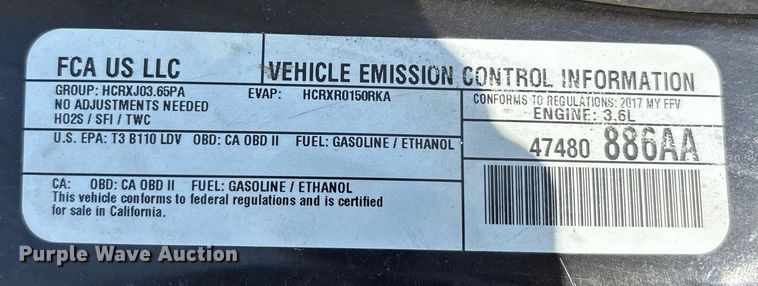 FCA US LLC
VEHICLE EMISSION CONTROL INFORMATION
GROUP: HCRXJ03.65PA EVAP: HCRXR0150RKA
NO ADJUSTMENTS NEEDED
HO2S / SFI / TWC
CONFORMS TO REGULATIONS: 2017 MY FFV
ENGINE: 3.6L
U.S. EPA: T3 B110 LDV OBD: CA OBD II FUEL: GASOLINE / ETHANOL
47480 886AA
CA: OBD: CA OBD II FUEL: GASOLINE / ETHANOL
This vehicle conforms to federal regulations and is certified
for sale in California.
Purple Wave Auction